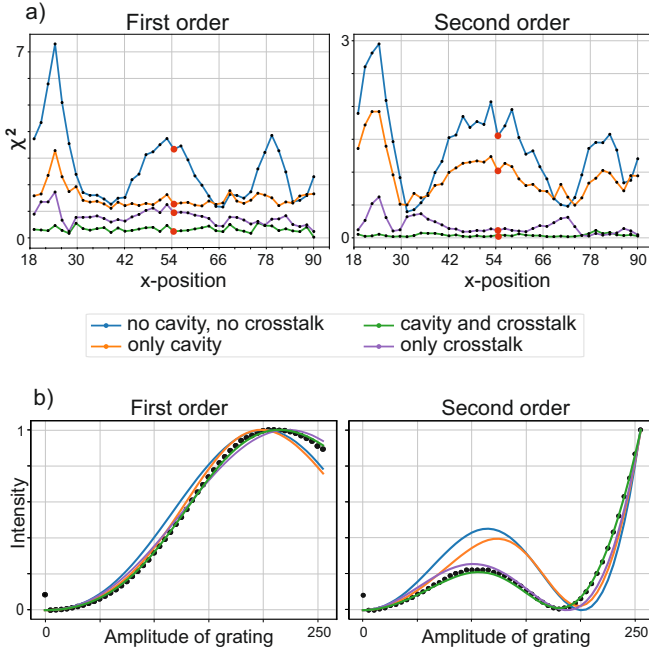 a)
First order
Second order
7
0
χ²
18 30 42 54 66 78 90
x-position
3
0
18 30 42 54 66 78 90
x-position
no cavity, no crosstalk
cavity and crosstalk
only cavity
only crosstalk
b)
First order
Second order
1
0
Intensity
0 250
Amplitude of grating
0 250
Amplitude of grating